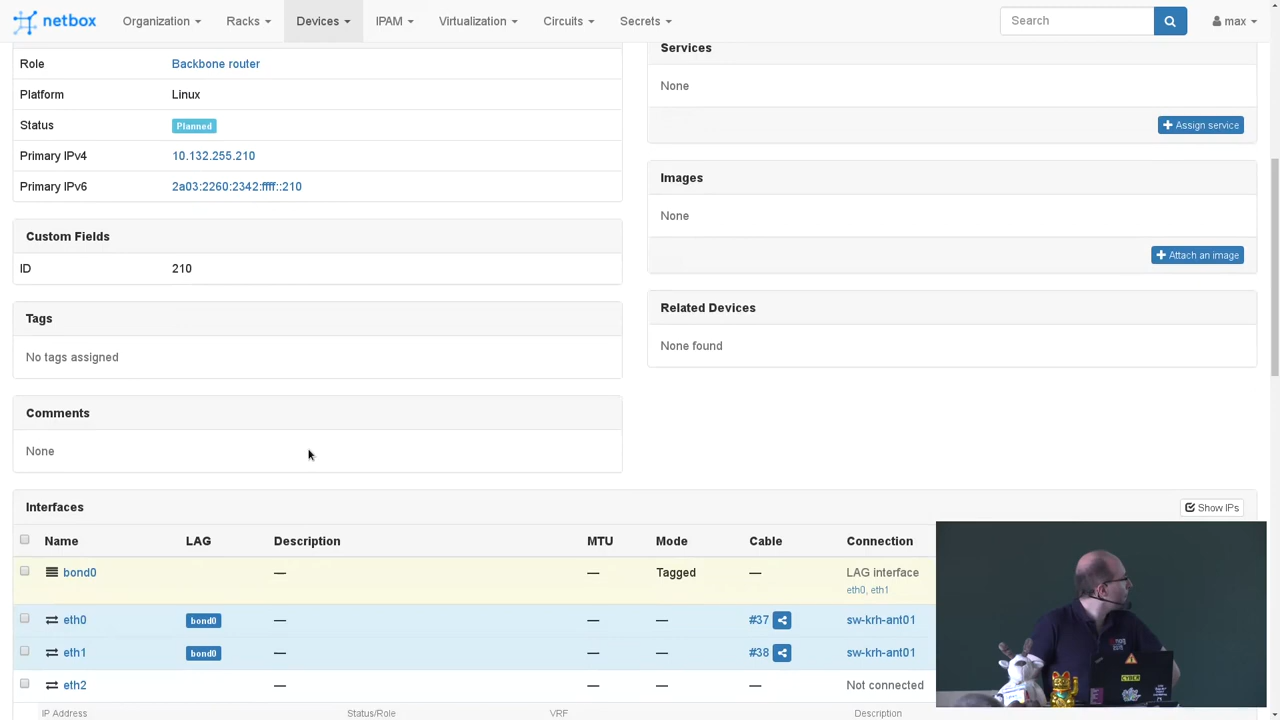 netbox
Organization
Racks
Devices
IPAM
Virtualization
Circuits
Secrets
Search
max
Role
Backbone router
Platform
Linux
Status
Planned
Primary IPv4
10.132.255.210
Primary IPv6
2a03:2260:2342:ffff::210
Custom Fields
ID
210
Tags
No tags assigned
Comments
None
Services
None
Assign service
Images
None
Attach an image
Related Devices
None found
Interfaces
Show IPs
Name LAG Description MTU Mode Cable Connection
bond0 — — Tagged — LAG interface
eth0, eth1
eth0 bond0 — — — #37 sw-krh-ant01
eth1 bond0 — — — #38 sw-krh-ant01
eth2 — — — — Not connected
IP Address Status/Role VRF Description
CYBER